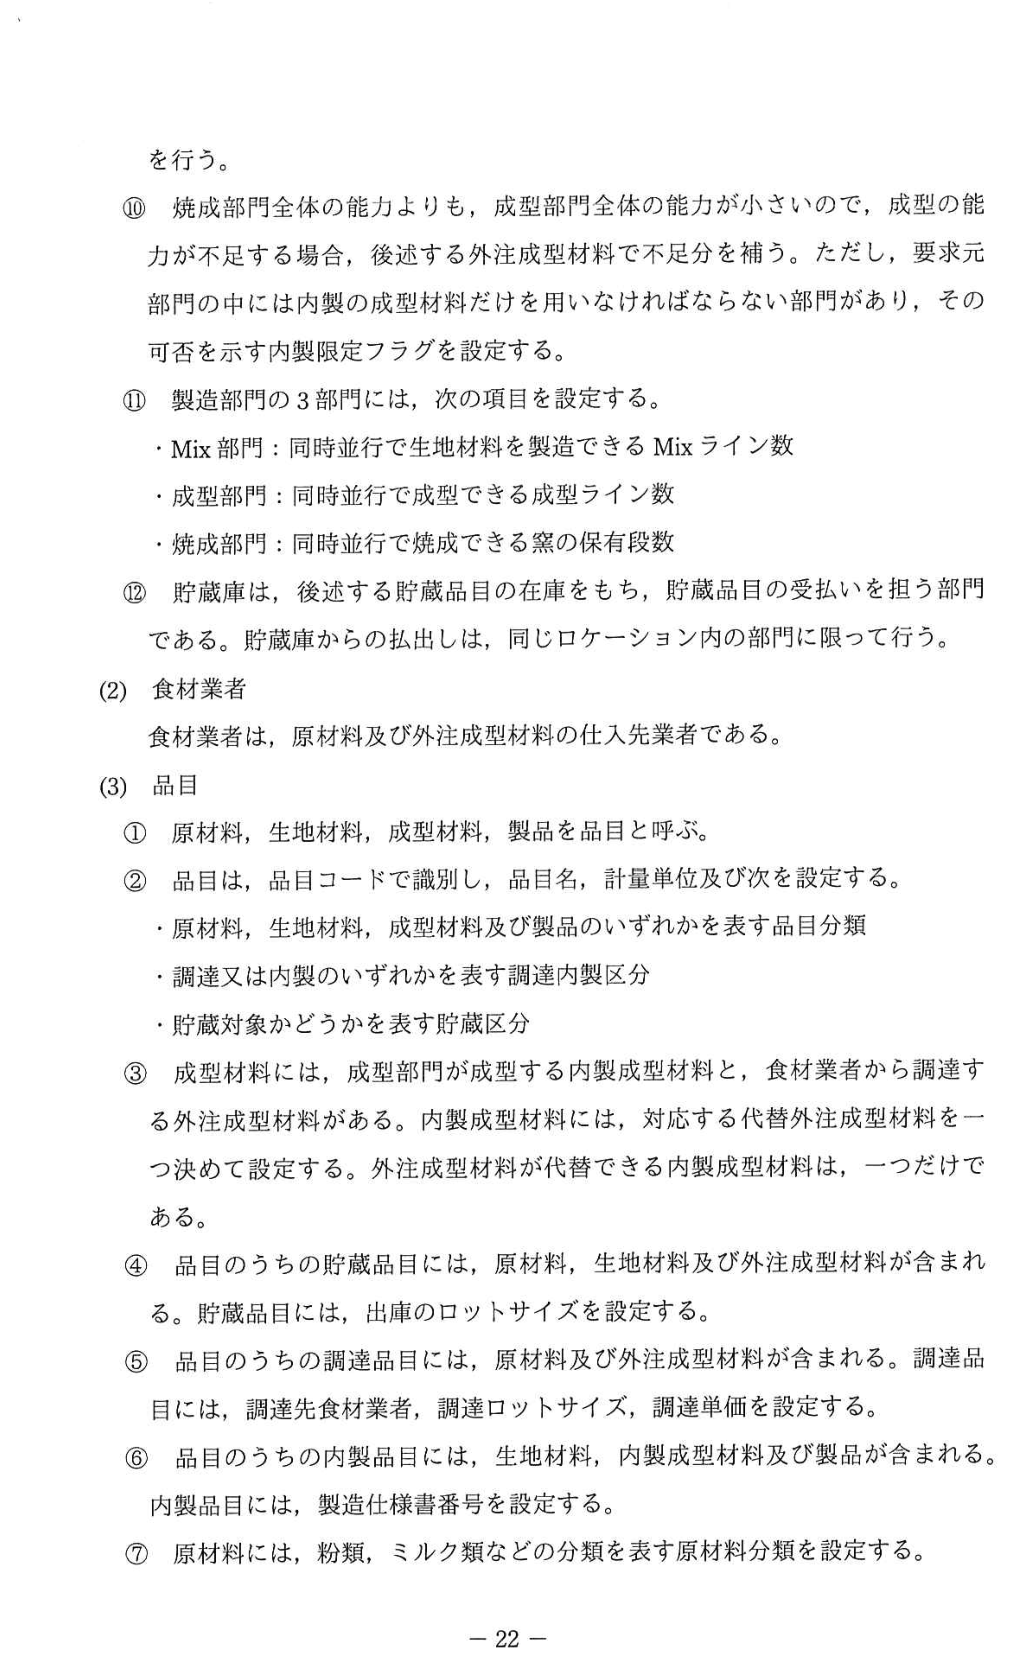 を行う。
⑩ 焼成部門全体の能力よりも，成型部門全体の能力が小さいので，成型の能
力が不足する場合，後述する外注成型材料で不足分を補う。ただし，要求元
部門の中には内製の成型材料だけを用いなければならない部門があり，その
可否を示す内製限定フラグを設定する。
⑪ 製造部門の3部門には，次の項目を設定する。
・Mix部門：同時並行で生地材料を製造できるMixライン数
・成型部門：同時並行で成型できる成型ライン数
・焼成部門：同時並行で焼成できる窯の保有段数
⑫ 貯蔵庫は，後述する貯蔵品目の在庫をもち，貯蔵品目の受払いを担う部門
である。貯蔵庫からの払出しは，同じロケーション内の部門に限って行う。
(2) 食材業者
食材業者は，原材料及び外注成型材料の仕入先業者である。
(3) 品目
① 原材料，生地材料，成型材料，製品を品目と呼ぶ。
② 品目は，品目コードで識別し，品目名，計量単位及び次を設定する。
・原材料，生地材料，成型材料及び製品のいずれかを表す品目分類
・調達又は内製のいずれかを表す調達内製区分
・貯蔵対象かどうかを表す貯蔵区分
③ 成型材料には，成型部門が成型する内製成型材料と，食材業者から調達す
る外注成型材料がある。内製成型材料には，対応する代替外注成型材料を一
つ決めて設定する。外注成型材料が代替できる内製成型材料は，一つだけで
ある。
④ 品目のうちの貯蔵品目には，原材料，生地材料及び外注成型材料が含まれ
る。貯蔵品目には，出庫のロットサイズを設定する。
⑤ 品目のうちの調達品目には，原材料及び外注成型材料が含まれる。調達品
目には，調達先食材業者，調達ロットサイズ，調達単価を設定する。
⑥ 品目のうちの内製品目には，生地材料，内製成型材料及び製品が含まれる。
内製品目には，製造仕様書番号を設定する。
⑦ 原材料には，粉類，ミルク類などの分類を表す原材料分類を設定する。
― 22 ―